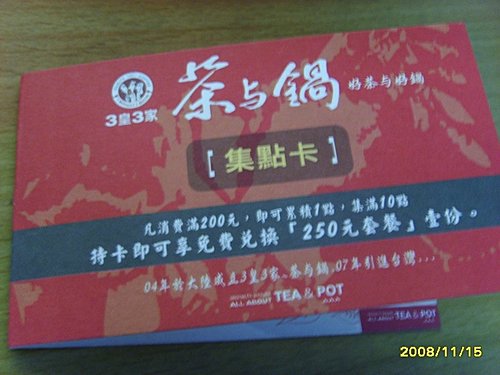 茶与鍋 好茶与好鍋
3皇3家
[集點卡]
凡消費滿200元，即可累積1點，集滿10點
持卡即可享免費兌換「250元套餐」壹份。
04年於大陸成立3皇3家_茶与鍋,07年引進台灣...
ALL ABOUT TEA & POT
ALL ABOUT TEA & POT
2008/11/15